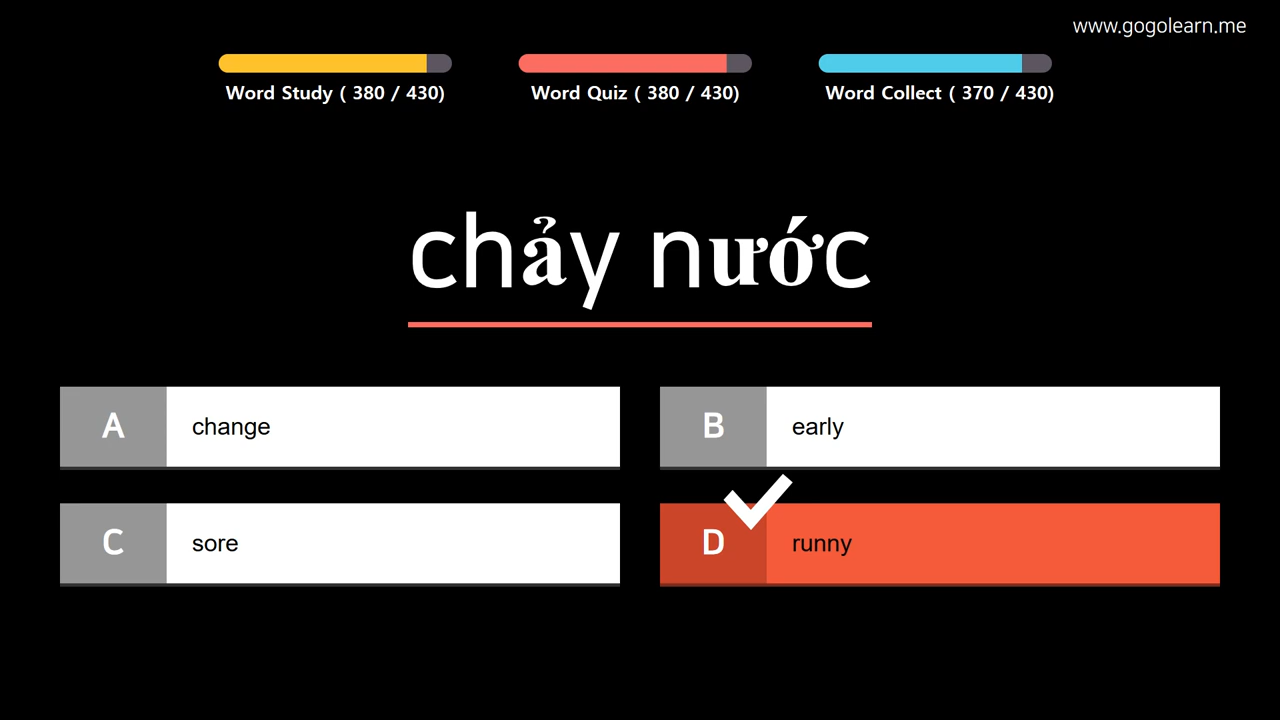 www.gogolearn.me
Word Study ( 380 / 430)
Word Quiz ( 380 / 430)
Word Collect ( 370 / 430)
chảy nước
A change
B early
C sore
D runny